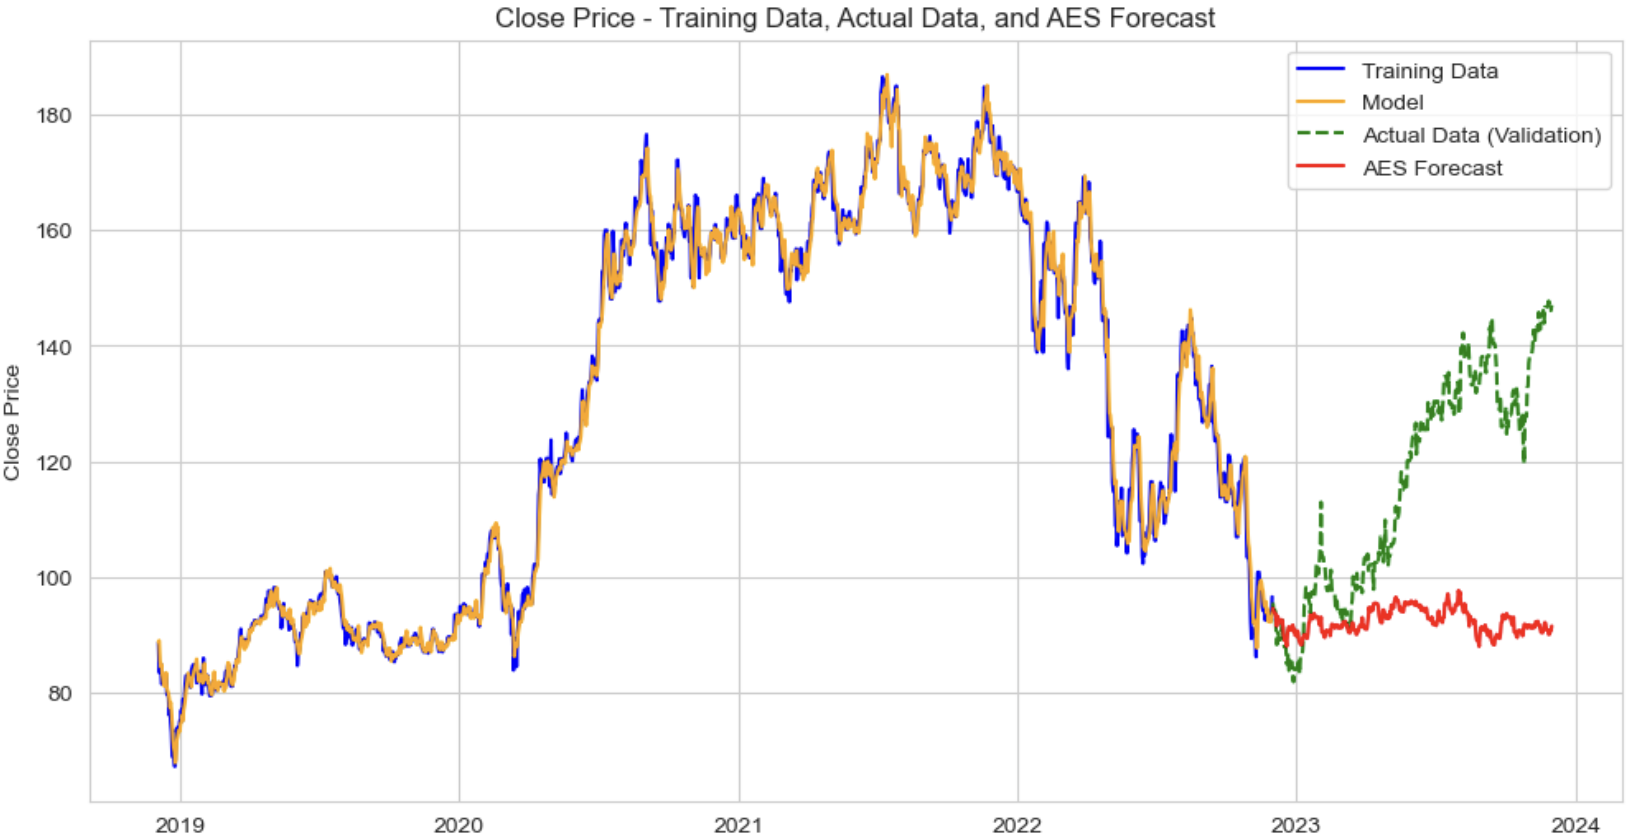 Close Price - Training Data, Actual Data, and AES Forecast
Training Data
Model
Actual Data (Validation)
AES Forecast
Close Price
180
160
140
120
100
80
2019
2020
2021
2022
2023
2024